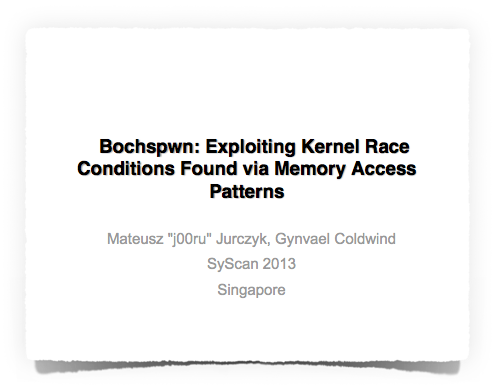 Bochspwn: Exploiting Kernel Race
Conditions Found via Memory Access
Patterns
Mateusz "j00ru" Jurczyk, Gynvael Coldwind
SyScan 2013
Singapore